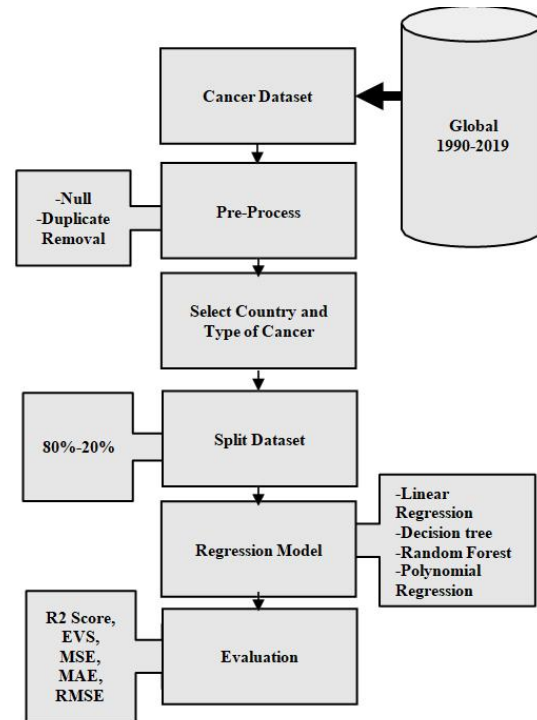 Cancer Dataset
Global
1990-2019
-Null
-Duplicate
Removal
Pre-Process
Select Country and
Type of Cancer
80%-20%
Split Dataset
Regression Model
-Linear
Regression
-Decision tree
-Random Forest
-Polynomial
Regression
R2 Score,
EVS,
MSE,
MAE,
RMSE
Evaluation